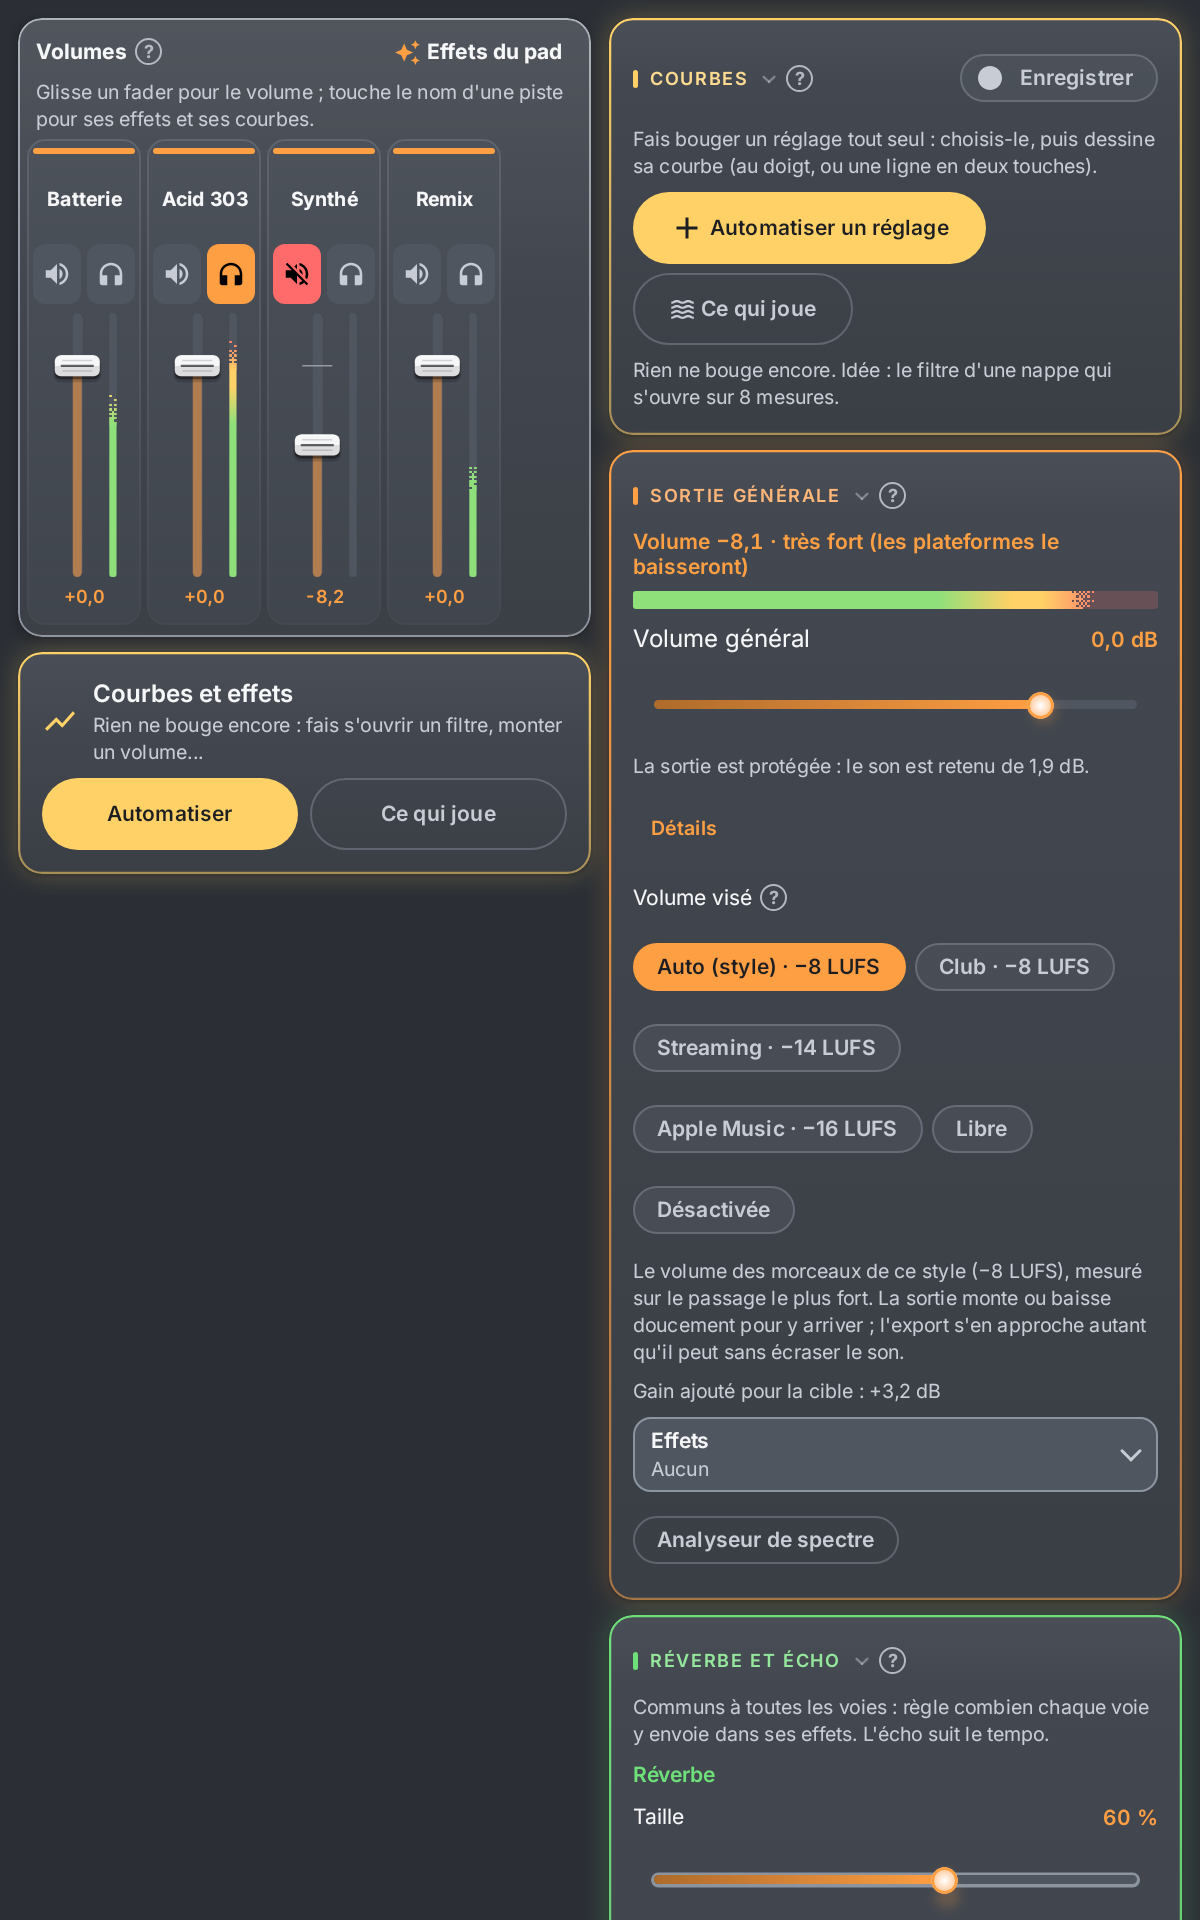 Volumes ?
Effets du pad
Glisse un fader pour le volume ; touche le nom d'une piste
pour ses effets et ses courbes.
Batterie
Acid 303
Synthé
Remix
+0,0
+0,0
-8,2
+0,0
Courbes et effets
Rien ne bouge encore : fais s'ouvrir un filtre, monter
un volume...
Automatiser
Ce qui joue
COURBES ?
Enregistrer
Fais bouger un réglage tout seul : choisis-le, puis dessine
sa courbe (au doigt, ou une ligne en deux touches).
Automatiser un réglage
Ce qui joue
Rien ne bouge encore. Idée : le filtre d'une nappe qui
s'ouvre sur 8 mesures.
SORTIE GÉNÉRALE ?
Volume −8,1 · très fort (les plateformes le
baisseront)
Volume général
0,0 dB
La sortie est protégée : le son est retenu de 1,9 dB.
Détails
Volume visé ?
Auto (style) · −8 LUFS
Club · −8 LUFS
Streaming · −14 LUFS
Apple Music · −16 LUFS
Libre
Désactivée
Le volume des morceaux de ce style (−8 LUFS), mesuré
sur le passage le plus fort. La sortie monte ou baisse
doucement pour y arriver ; l'export s'en approche autant
qu'il peut sans écraser le son.
Gain ajouté pour la cible : +3,2 dB
Effets
Aucun
Analyseur de spectre
RÉVERBE ET ÉCHO ?
Communs à toutes les voies : règle combien chaque voie
y envoie dans ses effets. L'écho suit le tempo.
Réverbe
Taille
60 %